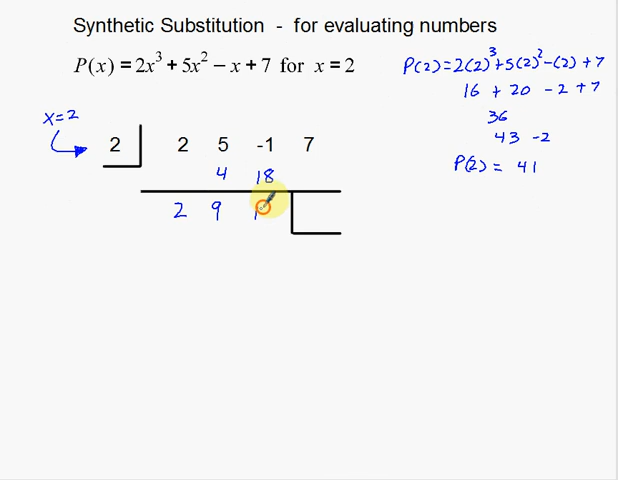 Synthetic Substitution - for evaluating numbers
P(x) = 2x³ + 5x² − x + 7 for x = 2
P(2) = 2(2)³ + 5(2)² - (2) + 7
16 + 20 - 2 + 7
36
43 - 2
P(2) = 41
x=2
2 2 5 -1 7
4 18
2 9